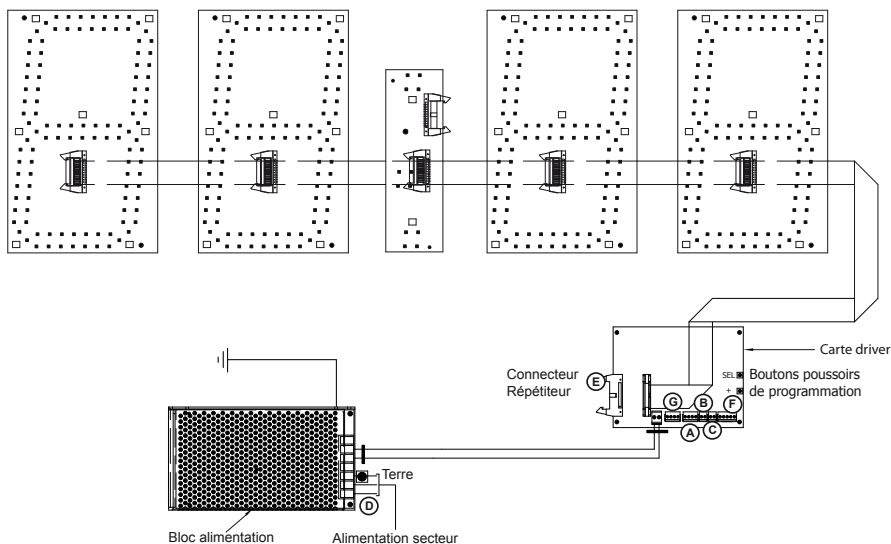 Carte driver
Connecteur
Répétiteur
E
SEL
+
Boutons poussoirs
de programmation
G
B
F
A
C
Terre
D
Bloc alimentation
Alimentation secteur